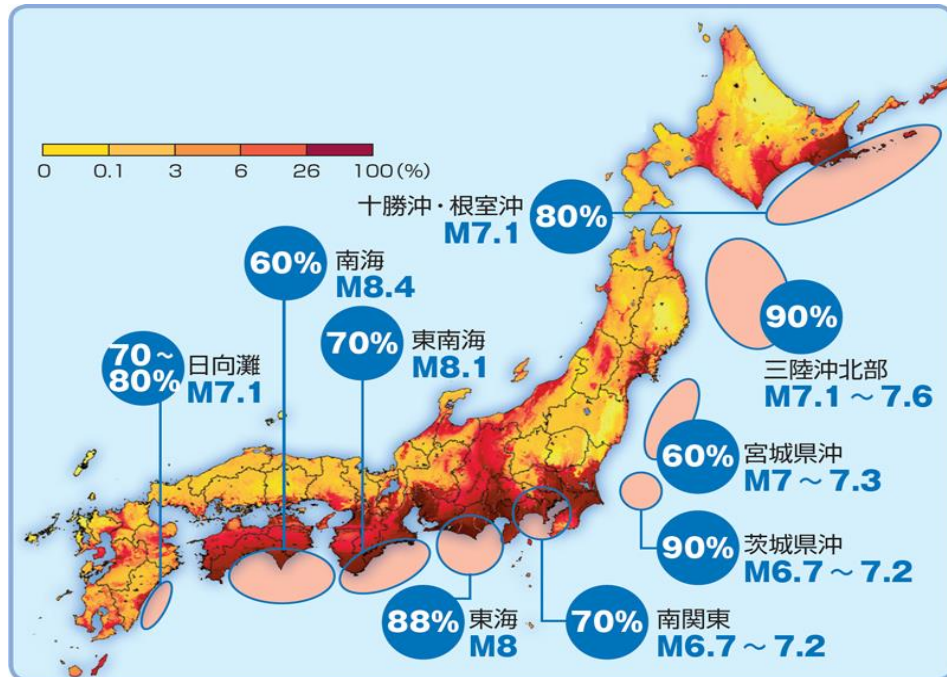 0 0.1 3 6 26 100(%)
十勝沖・根室沖
M7.1
80%
60%
南海
M8.4
70%
東南海
M8.1
70～
80%
日向灘
M7.1
90%
三陸沖北部
M7.1～7.6
60%
宮城県沖
M7～7.3
90%
茨城県沖
M6.7～7.2
88%
東海
M8
70%
南関東
M6.7～7.2